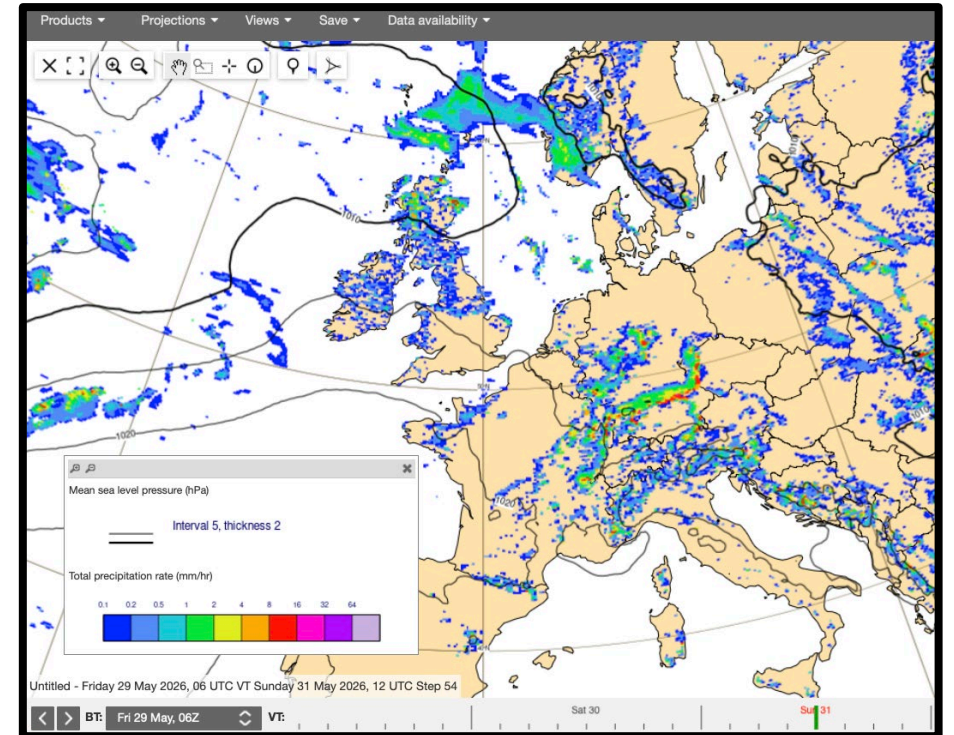 Products Projections Views Save Data availability
1010
1010
1010
1010
1020
1020
1010
50°N
Mean sea level pressure (hPa)
Interval 5, thickness 2
Total precipitation rate (mm/hr)
0.1 0.2 0.5 1 2 4 8 16 32 64
Untitled - Friday 29 May 2026, 06 UTC VT Sunday 31 May 2026, 12 UTC Step 54
BT: Fri 29 May, 06Z VT: Sat 30 Sun 31